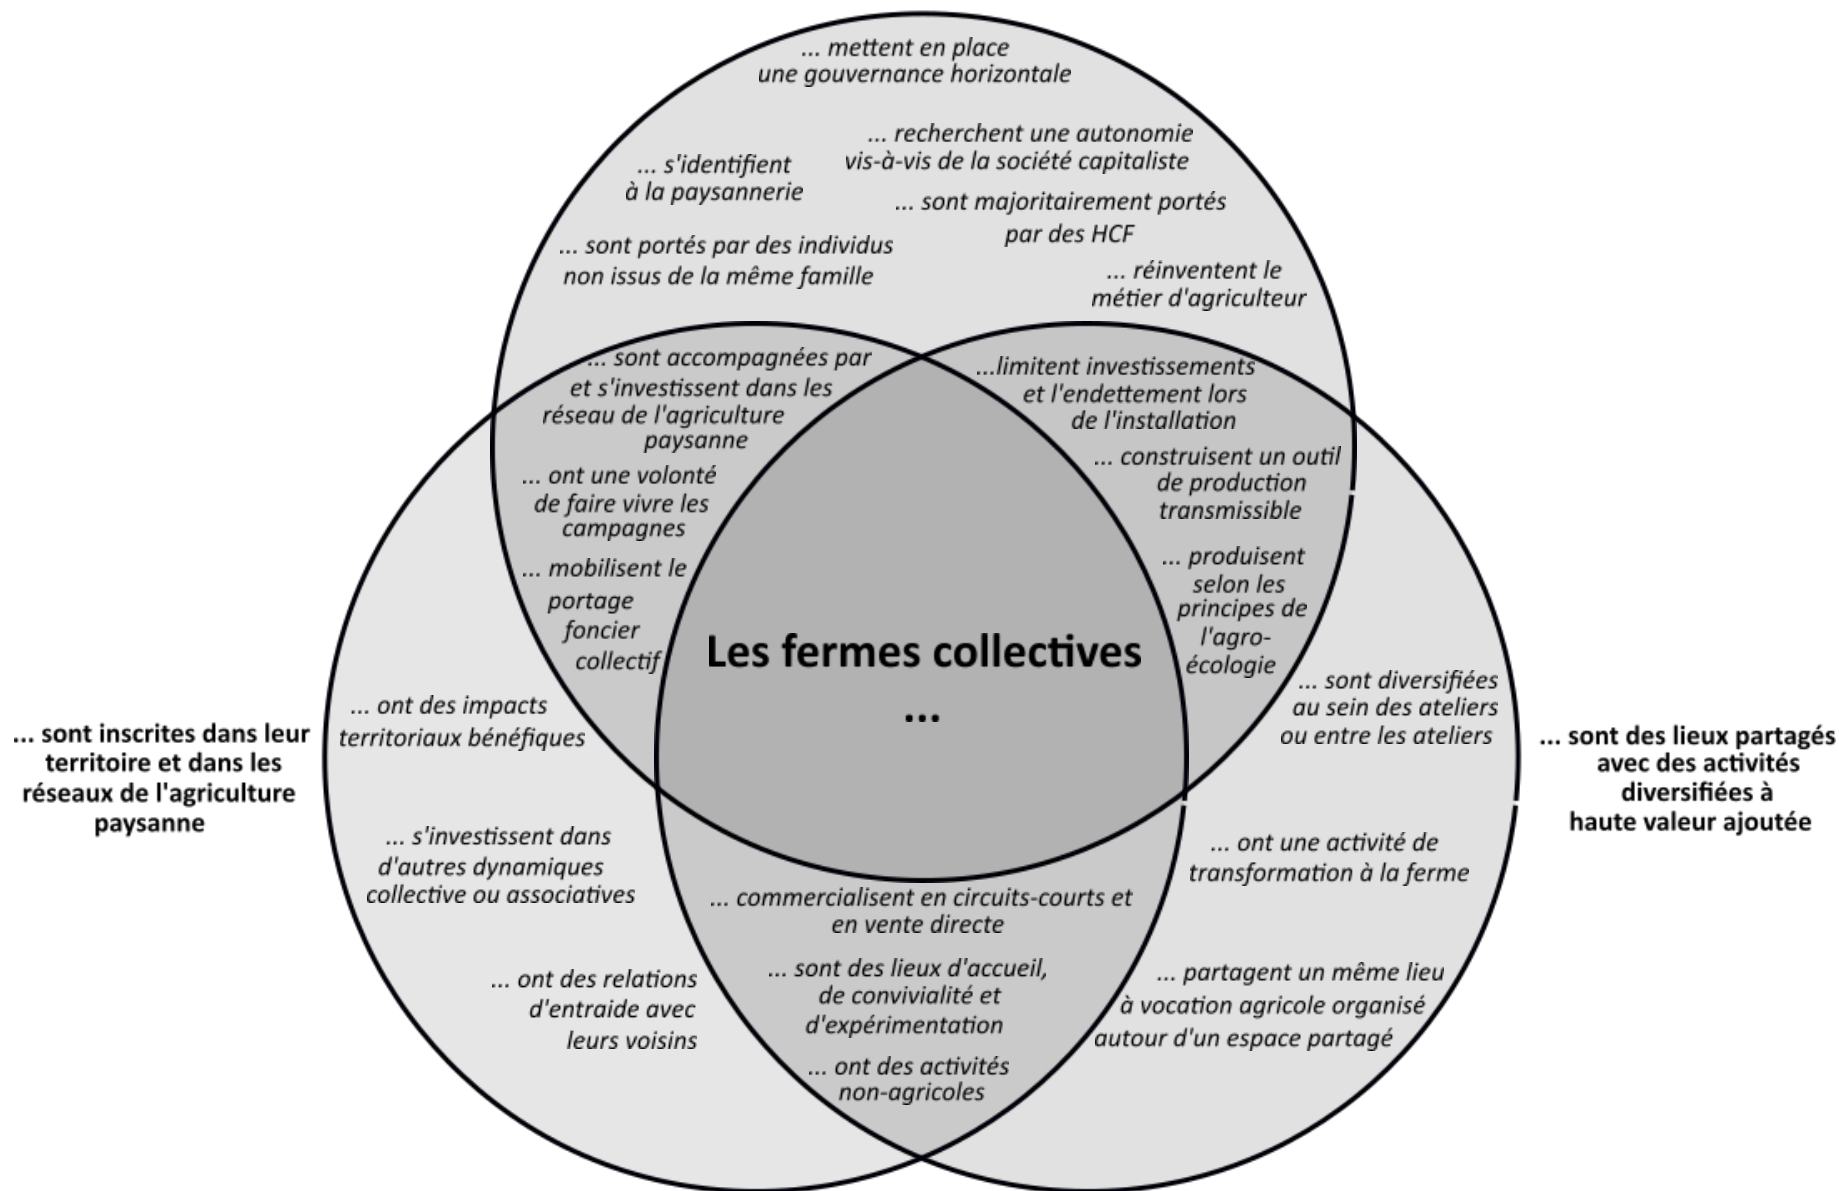 ... mettent en place
une gouvernance horizontale
... recherchent une autonomie
vis-à-vis de la société capitaliste
... s'identifient
à la paysannerie
... sont majoritairement portés
par des HCF
... sont portés par des individus
non issus de la même famille
... réinventent le
métier d'agriculteur
... sont accompagnées par
et s'investissent dans les
réseau de l'agriculture
paysanne
... ont une volonté
de faire vivre les
campagnes
... mobilisent le
portage
foncier
collectif
...limitent investissements
et l'endettement lors
de l'installation
... construisent un outil
de production
transmissible
... produisent
selon les
principes de
l'agro-
écologie
Les fermes collectives
...
... sont inscrites dans leur
territoire et dans les
réseaux de l'agriculture
paysanne
... ont des impacts
territoriaux bénéfiques
... s'investissent dans
d'autres dynamiques
collective ou associatives
... ont des relations
d'entraide avec
leurs voisins
... commercialisent en circuits-courts et
en vente directe
... sont des lieux d'accueil,
de convivialité et
d'expérimentation
... ont des activités
non-agricoles
... sont diversifiées
au sein des ateliers
ou entre les ateliers
... ont une activité de
transformation à la ferme
... partagent un même lieu
à vocation agricole organisé
autour d'un espace partagé
... sont des lieux partagés
avec des activités
diversifiées à
haute valeur ajoutée